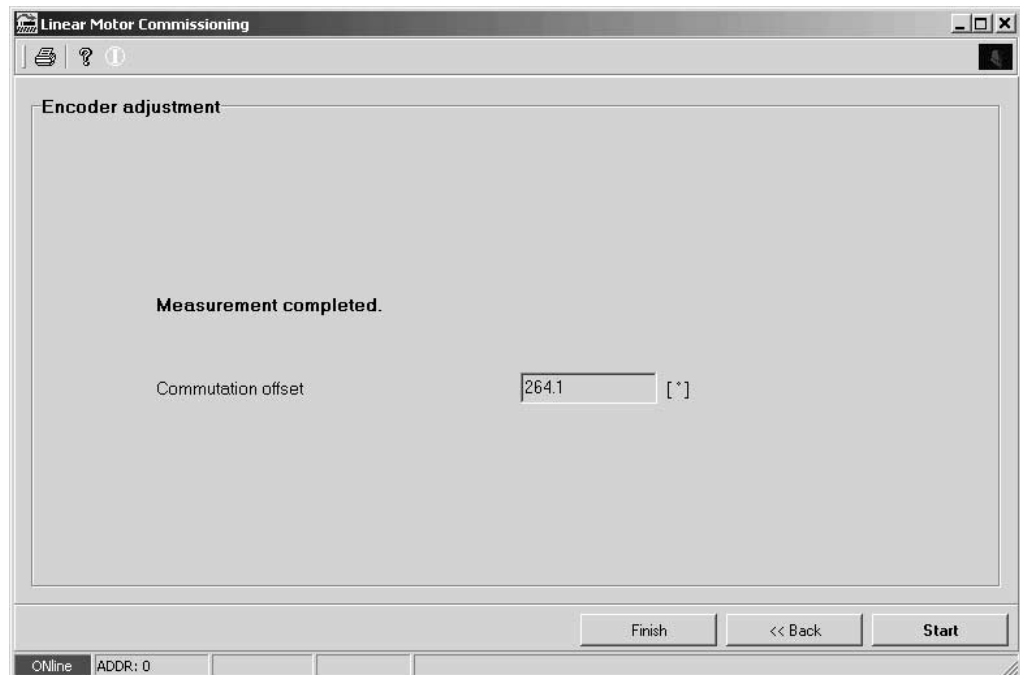 Linear Motor Commissioning
Encoder adjustment
Measurement completed.
Commutation offset 264.1 [°]
Finish << Back Start
ONline ADDR: 0